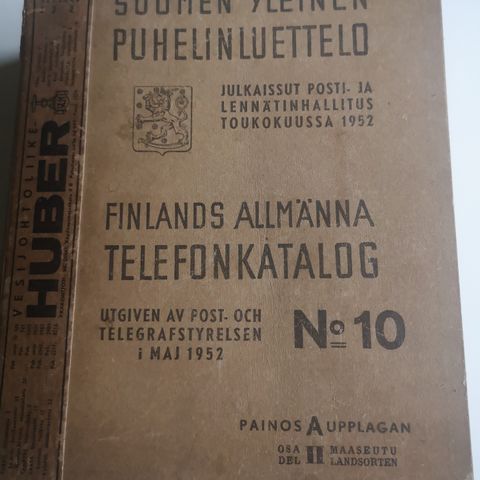 SUOMEN YLEINEN
PUHELINLUETTELO
JULKAISSUT POSTI- JA
LENNÄTINHALLITUS
TOUKOKUUSSA 1952
FINLANDS ALLMÄNNA
TELEFONKATALOG
UTGIVEN AV POST- OCH
TELEGRAFSTYRELSEN
I MAJ 1952
No 10
PAINOS A UPPLAGAN
OSA II MAASEUTU
DEL LANDSORTEN
VESIJOHTOLIIKE-
HUBER